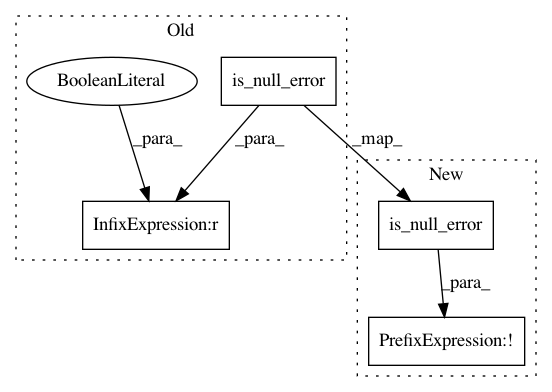 Old
BooleanLiteral
is_null_error
_para_
_para_
_map_
InfixExpression:r
New
is_null_error
_para_
PrefixExpression:!